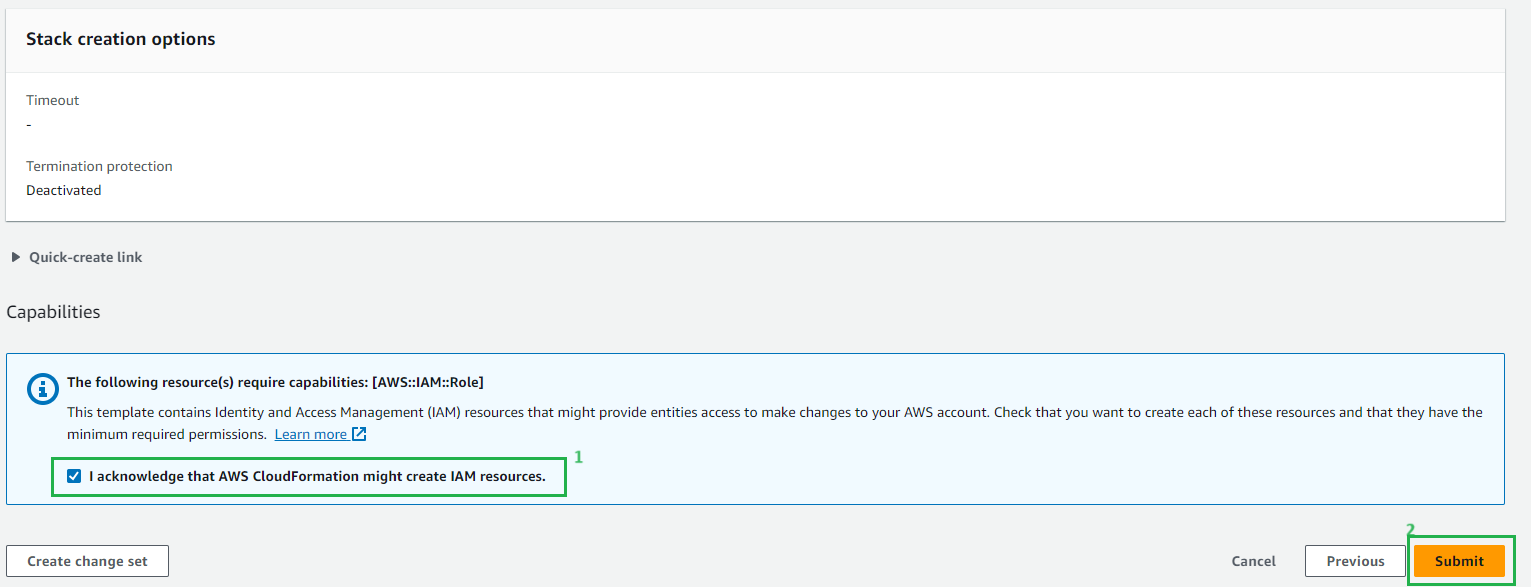 Stack creation options
Timeout
-
Termination protection
Deactivated
Quick-create link
Capabilities
The following resource(s) require capabilities: [AWS::IAM::Role]
This template contains Identity and Access Management (IAM) resources that might provide entities access to make changes to your AWS account. Check that you want to create each of these resources and that they have the
minimum required permissions. Learn more
1
I acknowledge that AWS CloudFormation might create IAM resources.
2
Create change set
Cancel
Previous
Submit